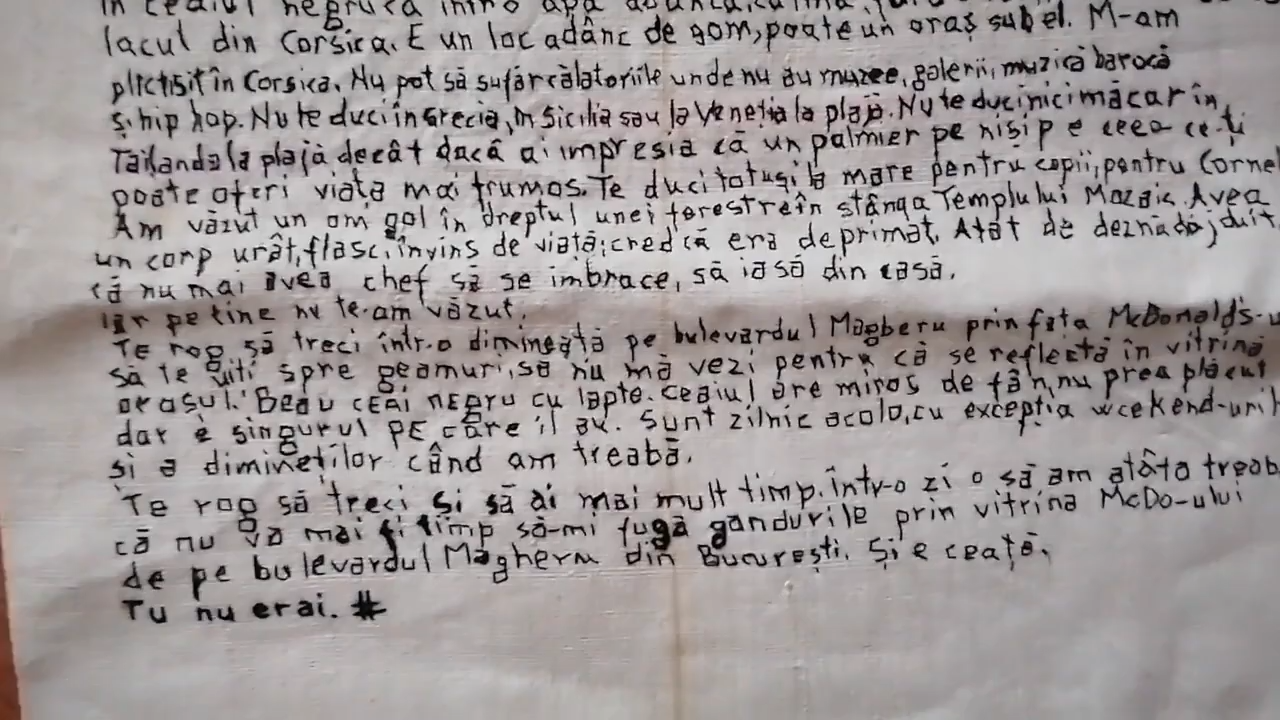 în ceaiul negru ca într-o apă
lacul din Corsica. E un loc adânc de gom, poate un oraș sub el. M-am
plictisit în Corsica. Nu pot să sufăr călatoriile unde nu au muzee, galerii, muzică barocă
și hip hop. Nu te duci în Grecia, în Sicilia sau la Veneția la plajă. Nu te duci nici măcar în
Tailanda la plajă decât dacă ai impresia că un palmier pe nisip e ceea ce-ți
poate oferi viața mai frumos. Te duci totuși la mare pentru copii, pentru Cornel
Am văzut un om gol în dreptul unei ferestre în stânga Templului Mozaic. Avea
un corp urât, flasc, învins de viață; cred că era deprimat. Atât de deznădăjduit
că nu mai avea chef să se îmbrace, să iasă din casă.
Iar pe tine nu te-am văzut.
Te rog să treci într-o dimineață pe bulevardul Magheru prin fața McDonald's-u
să te uiți spre geamuri, să nu mă vezi pentru că se reflectă în vitrină
orașul. Beau ceai negru cu lapte. Ceaiul are miros de fân, nu prea plăcut
dar e singurul PE care îl au. Sunt zilnic acolo, cu excepția weekend-uril
și a dimineților când am treabă.
Te rog să treci și să ai mai mult timp. Într-o zi o să am atâta treab
că nu va mai fi timp să-mi fugă gandurile prin vitrina McDo-ului
de pe bulevardul Magheru din București. Și e ceață.
Tu nu erai. #